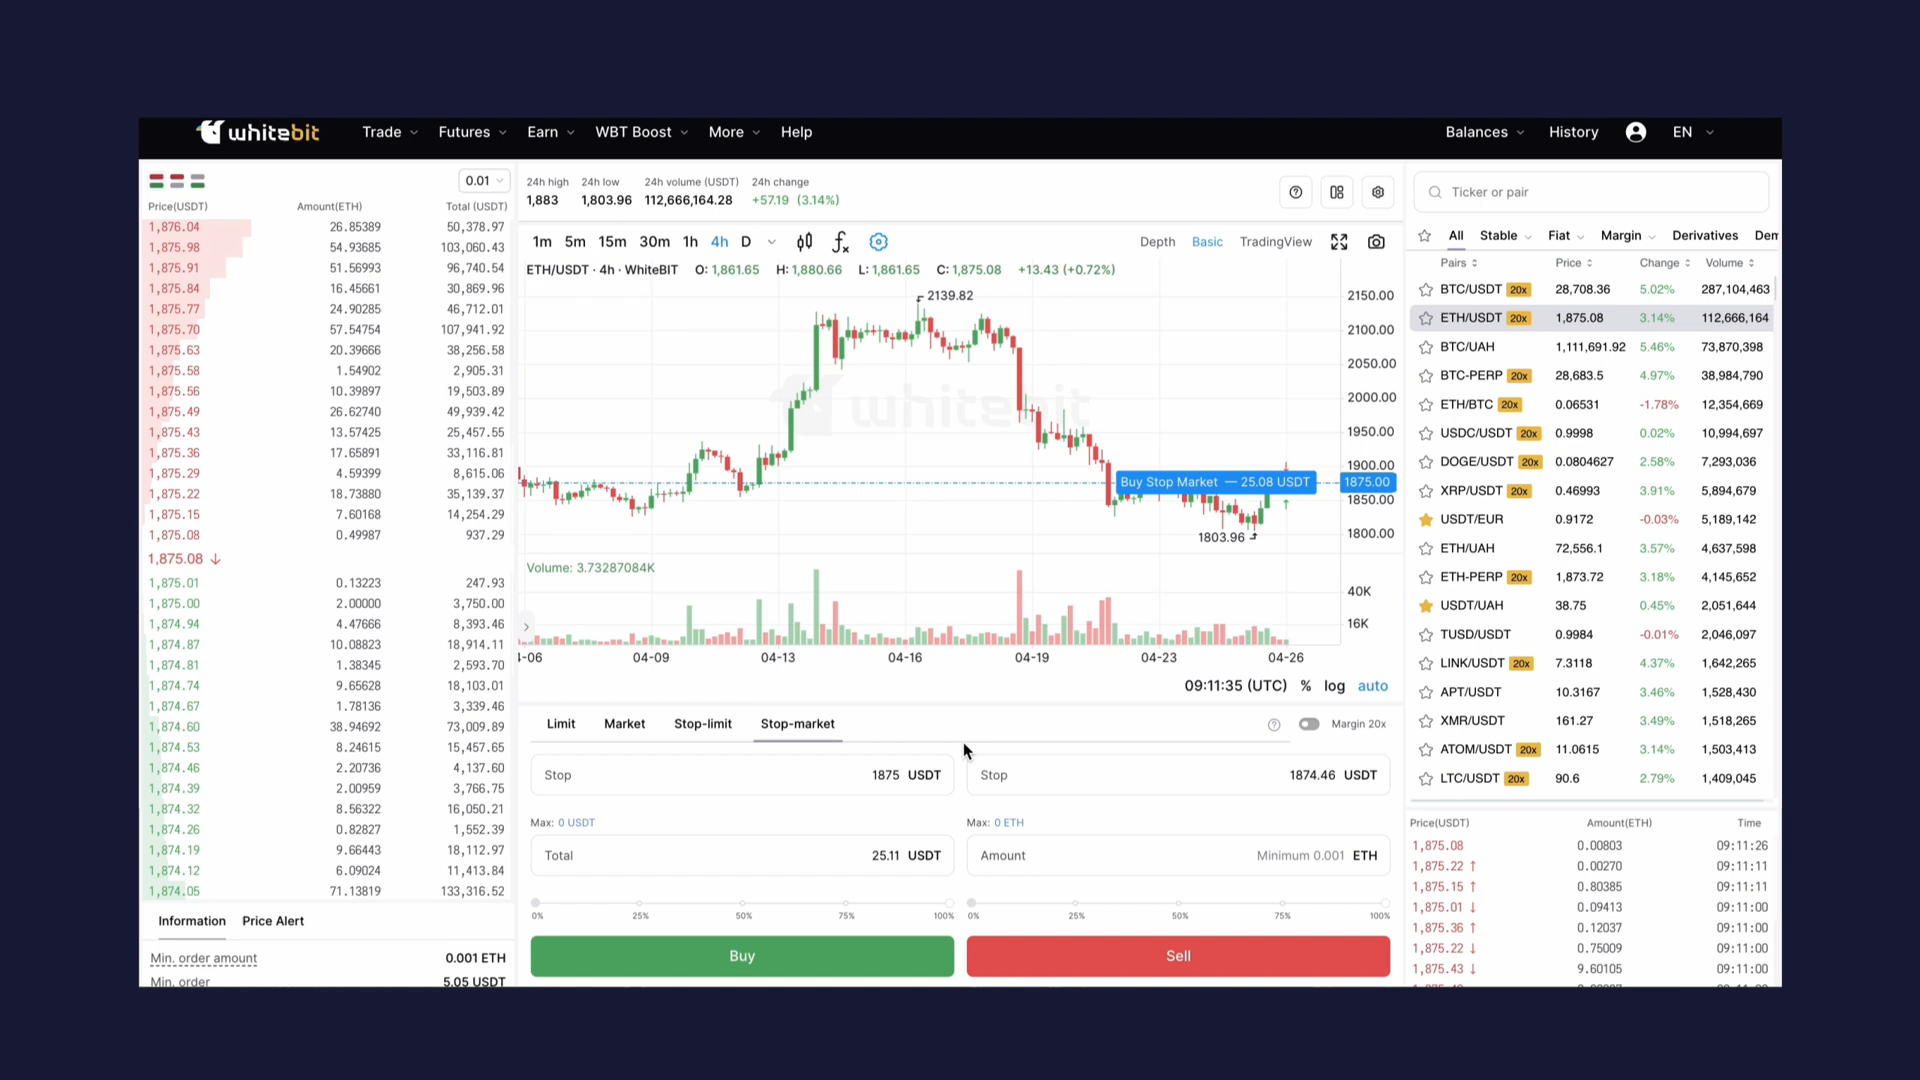 whitebit Trade Futures Earn WBT Boost More Help Balances History EN
0.01
Price(USDT) Amount(ETH) Total (USDT)
1,876.04 26.85389 50,378.97
1,875.98 54.93685 103,060.43
1,875.91 51.56993 96,740.54
1,875.84 16.45661 30,869.96
1,875.77 24.90285 46,712.01
1,875.70 57.54754 107,941.92
1,875.63 20.39666 38,256.58
1,875.58 1.54902 2,905.31
1,875.56 10.39897 19,503.89
1,875.49 26.62740 49,939.42
1,875.43 13.57425 25,457.55
1,875.36 17.65891 33,116.81
1,875.29 4.59399 8,615.06
1,875.22 18.73880 35,139.37
1,875.15 7.60168 14,254.29
1,875.08 0.49987 937.29
1,875.08 ↓
1,875.01 0.13223 247.93
1,875.00 2.00000 3,750.00
1,874.94 4.47666 8,393.46
1,874.87 10.08823 18,914.11
1,874.81 1.38345 2,593.70
1,874.74 9.65628 18,103.01
1,874.67 1.78136 3,339.46
1,874.60 38.94692 73,009.89
1,874.53 8.24615 15,457.65
1,874.46 2.20736 4,137.60
1,874.39 2.00959 3,766.75
1,874.32 8.56322 16,050.21
1,874.26 0.82827 1,552.39
1,874.19 9.66443 18,112.97
1,874.12 6.09024 11,413.84
1,874.05 71.13819 133,316.52
Information Price Alert
Min. order amount 0.001 ETH
Min. order 5.05 USDT
24h high 24h low 24h volume (USDT) 24h change
1,883 1,803.96 112,666,164.28 +57.19 (3.14%)
1m 5m 15m 30m 1h 4h D Depth Basic TradingView
ETH/USDT · 4h · WhiteBIT O: 1,861.65 H: 1,880.66 L: 1,861.65 C: 1,875.08 +13.43 (+0.72%)
2139.82
whitebit
Buy Stop Market — 25.08 USDT
1803.96
2150.00
2100.00
2050.00
2000.00
1950.00
1900.00
1875.00
1850.00
1800.00
Volume: 3.73287084K
40K
16K
04-09 04-13 04-16 04-19 04-23 04-26
09:11:35 (UTC) % log auto
Limit Market Stop-limit Stop-market Margin 20x
Stop 1875 USDT
Max: 0 USDT
Total 25.11 USDT
0% 25% 50% 75% 100%
Buy
Stop 1874.46 USDT
Max: 0 ETH
Amount Minimum 0.001 ETH
0% 25% 50% 75% 100%
Sell
Ticker or pair
All Stable Fiat Margin Derivatives Dem
Pairs Price Change Volume
BTC/USDT 20x 28,708.36 5.02% 287,104,463
ETH/USDT 20x 1,875.08 3.14% 112,666,164
BTC/UAH 1,111,691.92 5.46% 73,870,398
BTC-PERP 20x 28,683.5 4.97% 38,984,790
ETH/BTC 20x 0.06531 -1.78% 12,354,669
USDC/USDT 20x 0.9998 0.02% 10,994,697
DOGE/USDT 20x 0.0804627 2.58% 7,293,036
XRP/USDT 20x 0.46993 3.91% 5,894,679
USDT/EUR 0.9172 -0.03% 5,189,142
ETH/UAH 72,556.1 3.57% 4,637,598
ETH-PERP 20x 1,873.72 3.18% 4,145,652
USDT/UAH 38.75 0.45% 2,051,644
TUSD/USDT 0.9984 -0.01% 2,046,097
LINK/USDT 20x 7.3118 4.37% 1,642,265
APT/USDT 10.3167 3.46% 1,528,430
XMR/USDT 161.27 3.49% 1,518,265
ATOM/USDT 20x 11.0615 3.14% 1,503,413
LTC/USDT 20x 90.6 2.79% 1,409,045
Price(USDT) Amount(ETH) Time
1,875.08 0.00803 09:11:26
1,875.22 ↑ 0.00270 09:11:11
1,875.15 ↑ 0.80385 09:11:11
1,875.01 ↓ 0.09413 09:11:00
1,875.36 ↑ 0.12037 09:11:00
1,875.22 ↓ 0.75009 09:11:00
1,875.43 ↓ 9.60105 09:11:00